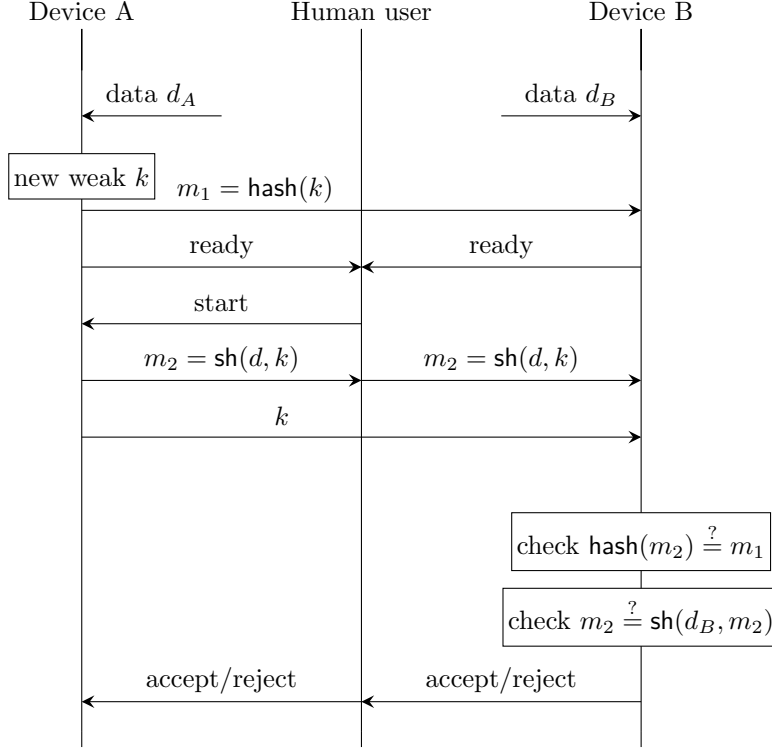 Device A Human user Device B
data d_A data d_B
new weak k
m_1 = hash(k)
ready ready
start
m_2 = sh(d, k) m_2 = sh(d, k)
k
check hash(m_2) ≟ m_1
check m_2 ≟ sh(d_B, m_2)
accept/reject accept/reject